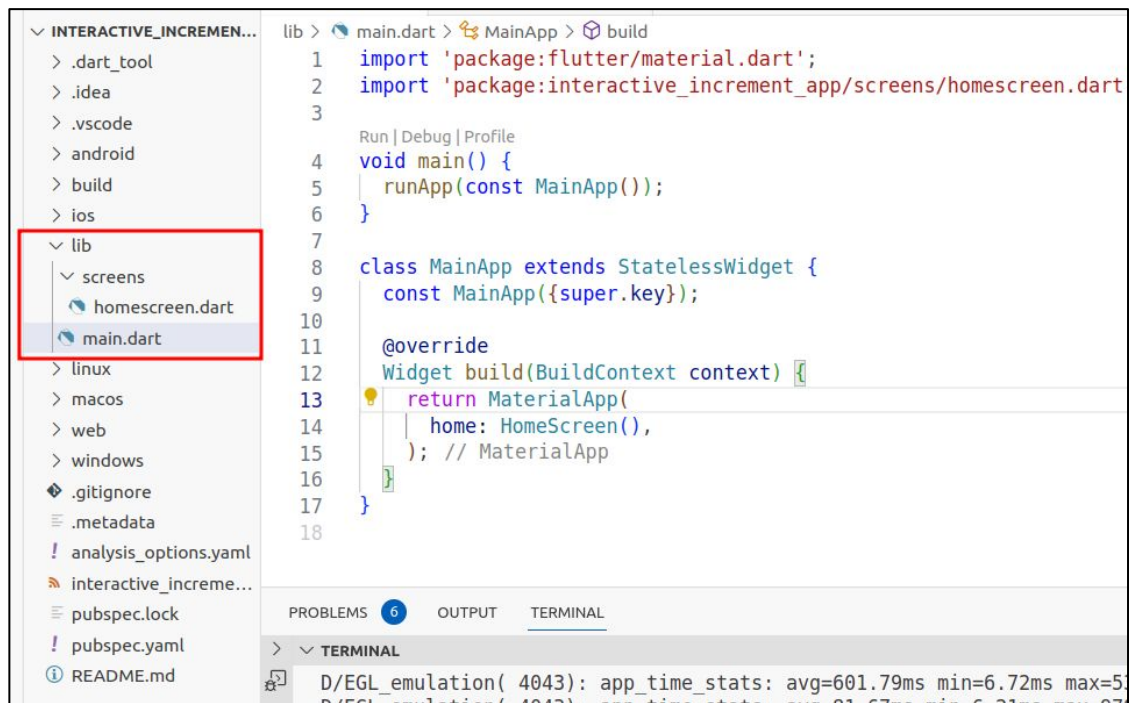 INTERACTIVE_INCREMEN...
.dart_tool
.idea
.vscode
android
build
ios
lib
screens
homescreen.dart
main.dart
linux
macos
web
windows
.gitignore
.metadata
analysis_options.yaml
interactive_increme...
pubspec.lock
pubspec.yaml
README.md
lib > main.dart > MainApp > build
1 import 'package:flutter/material.dart';
2 import 'package:interactive_increment_app/screens/homescreen.dart
3
Run | Debug | Profile
4 void main() {
5 runApp(const MainApp());
6 }
7
8 class MainApp extends StatelessWidget {
9 const MainApp({super.key});
10
11 @override
12 Widget build(BuildContext context) {
13 return MaterialApp(
14 home: HomeScreen(),
15 ); // MaterialApp
16 }
17 }
18
PROBLEMS 6 OUTPUT TERMINAL
TERMINAL
D/EGL_emulation( 4043): app_time_stats: avg=601.79ms min=6.72ms max=5